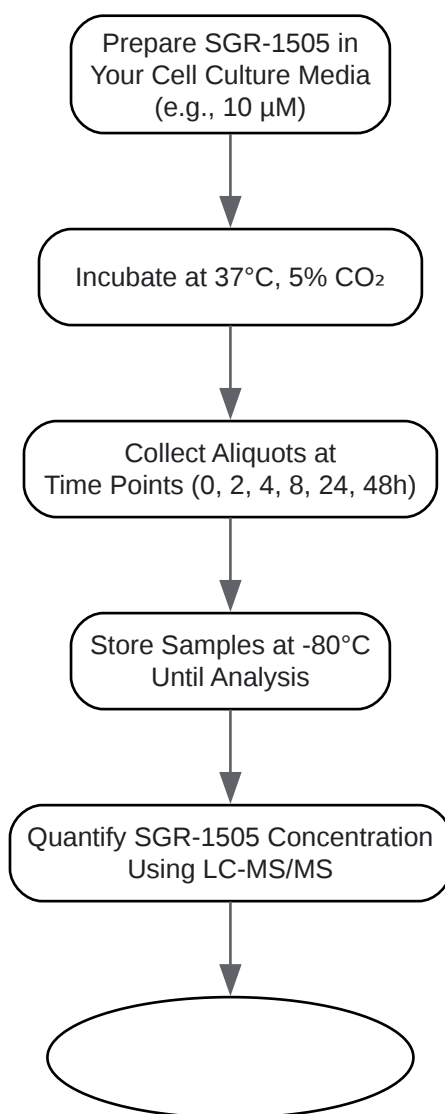 Prepare SGR-1505 in
Your Cell Culture Media
(e.g., 10 µM)
Incubate at 37°C, 5% CO₂
Collect Aliquots at
Time Points (0, 2, 4, 8, 24, 48h)
Store Samples at -80°C
Until Analysis
Quantify SGR-1505 Concentration
Using LC-MS/MS